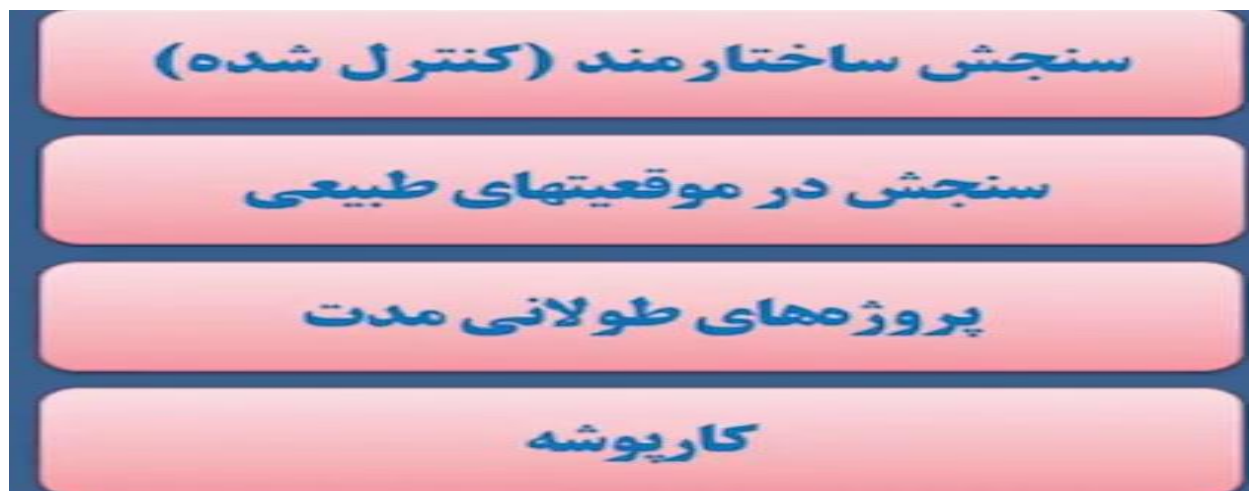 سنجش ساختارمند (کنترل شده)
سنجش در موقعیتهای طبیعی
پروژه‌های طولانی مدت
کارپوشه